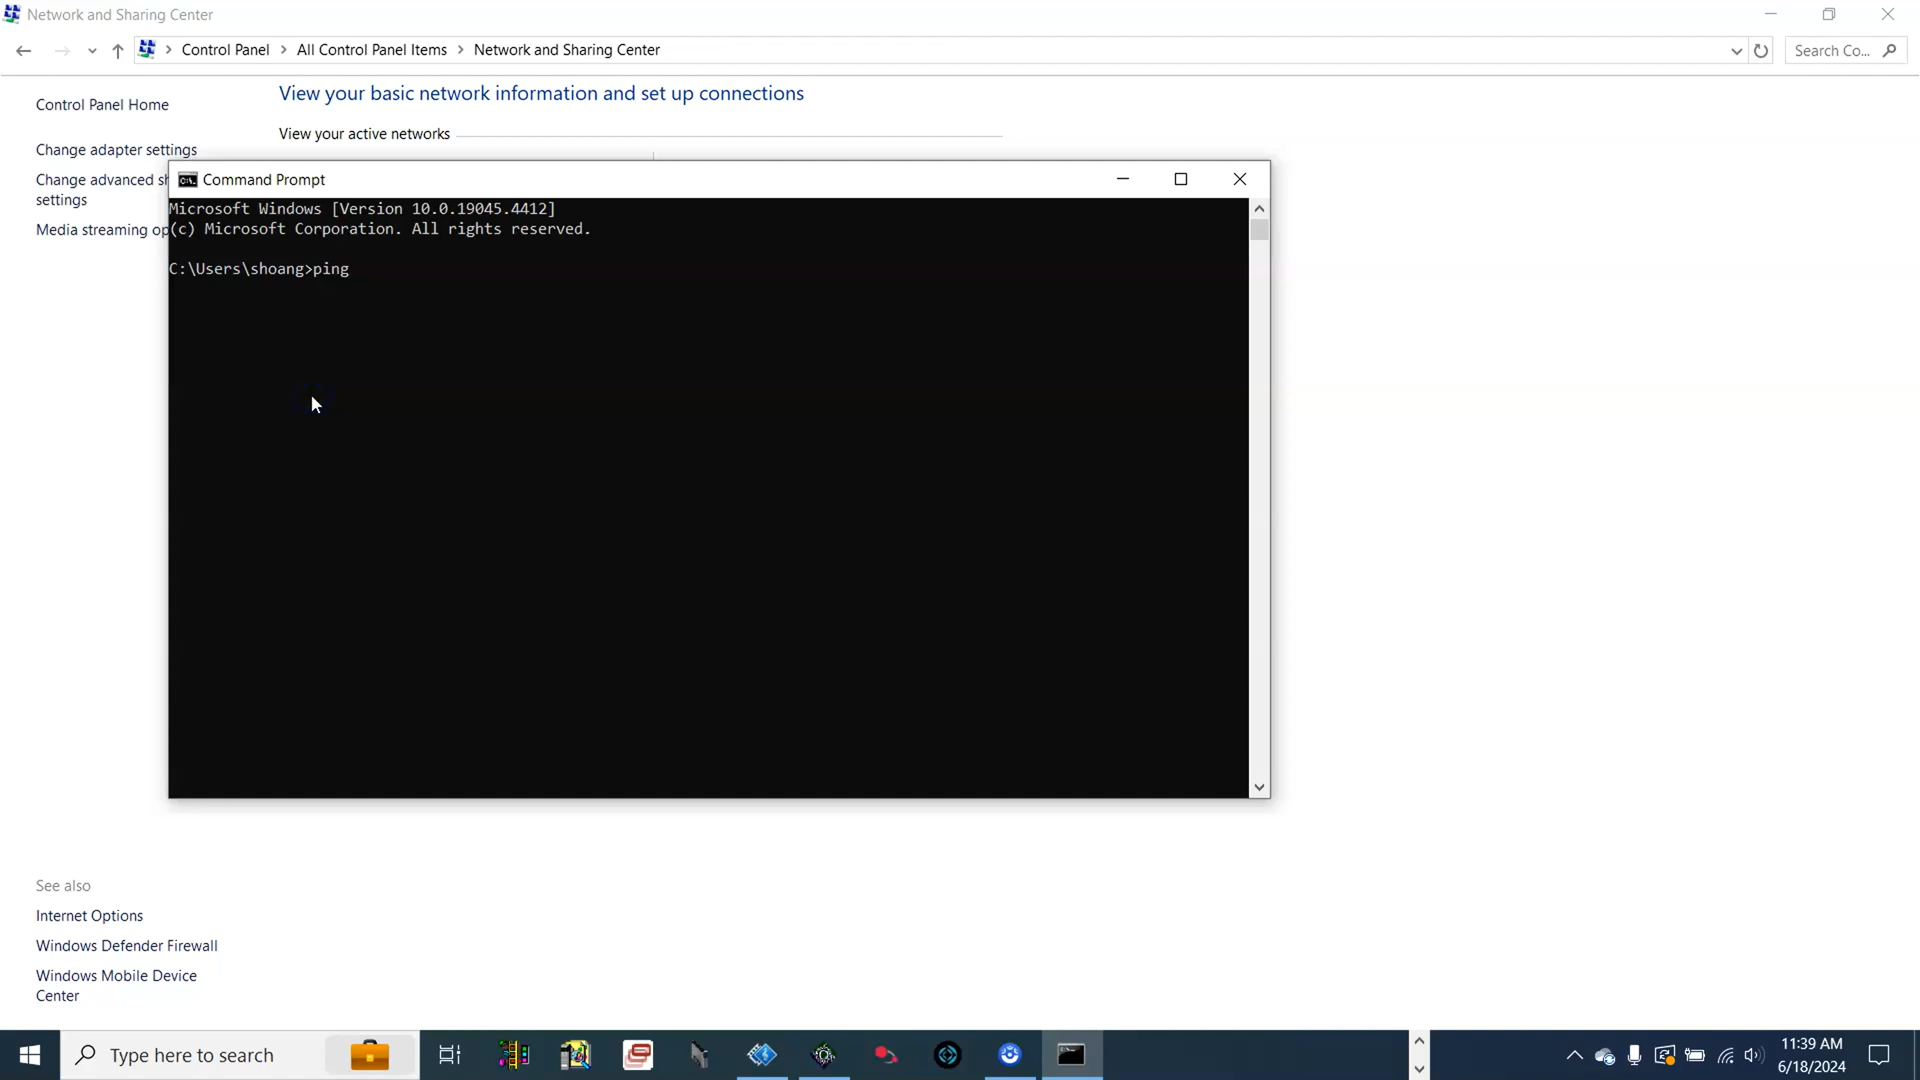 Network and Sharing Center
Control Panel > All Control Panel Items > Network and Sharing Center
Search Co...
Control Panel Home
Change adapter settings
Change advanced sh
settings
Media streaming op
View your basic network information and set up connections
View your active networks
Command Prompt
Microsoft Windows [Version 10.0.19045.4412]
(c) Microsoft Corporation. All rights reserved.
C:\Users\shoang>ping
See also
Internet Options
Windows Defender Firewall
Windows Mobile Device
Center
Type here to search
11:39 AM
6/18/2024